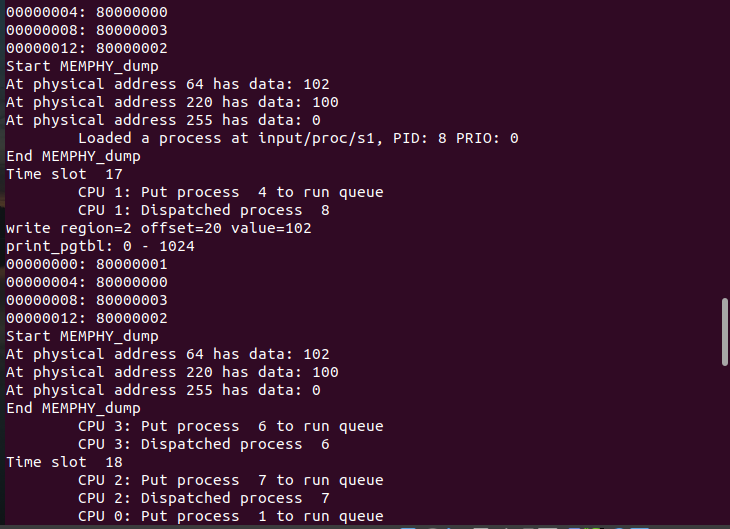 00000004: 80000000
00000008: 80000003
00000012: 80000002
Start MEMPHY_dump
At physical address 64 has data: 102
At physical address 220 has data: 100
At physical address 255 has data: 0
        Loaded a process at input/proc/s1, PID: 8 PRIO: 0
End MEMPHY_dump
Time slot  17
        CPU 1: Put process  4 to run queue
        CPU 1: Dispatched process  8
write region=2 offset=20 value=102
print_pgtbl: 0 - 1024
00000000: 80000001
00000004: 80000000
00000008: 80000003
00000012: 80000002
Start MEMPHY_dump
At physical address 64 has data: 102
At physical address 220 has data: 100
At physical address 255 has data: 0
End MEMPHY_dump
        CPU 3: Put process  6 to run queue
        CPU 3: Dispatched process  6
Time slot  18
        CPU 2: Put process  7 to run queue
        CPU 2: Dispatched process  7
        CPU 0: Put process  1 to run queue